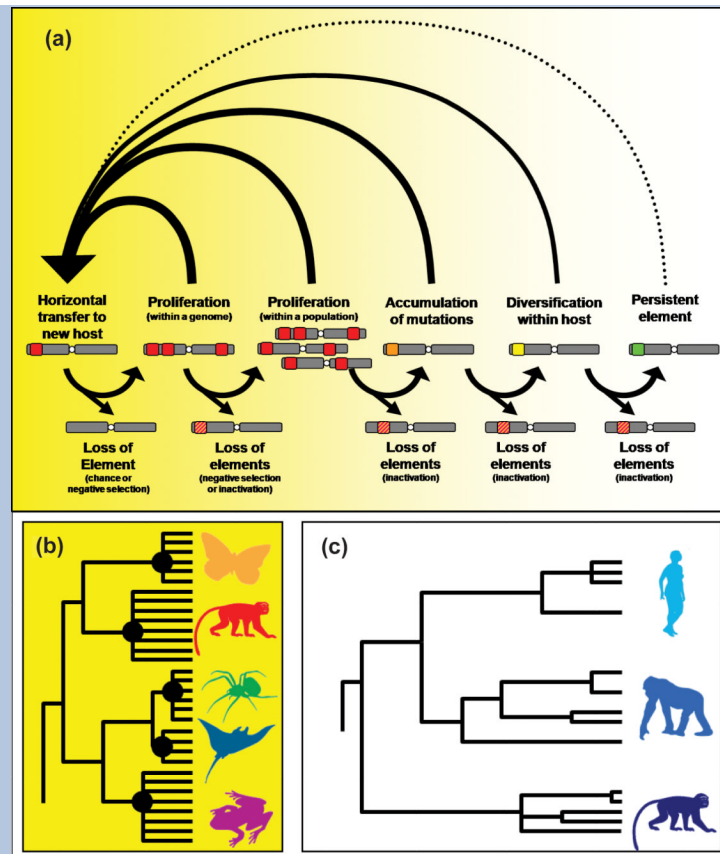 (a)
Horizontal
transfer to
new host
Proliferation
(within a genome)
Proliferation
(within a population)
Accumulation
of mutations
Diversification
within host
Persistent
element
Loss of
Element
(chance or
negative selection)
Loss of
elements
(negative selection
or inactivation)
Loss of
elements
(inactivation)
Loss of
elements
(inactivation)
Loss of
elements
(inactivation)
(b)
(c)